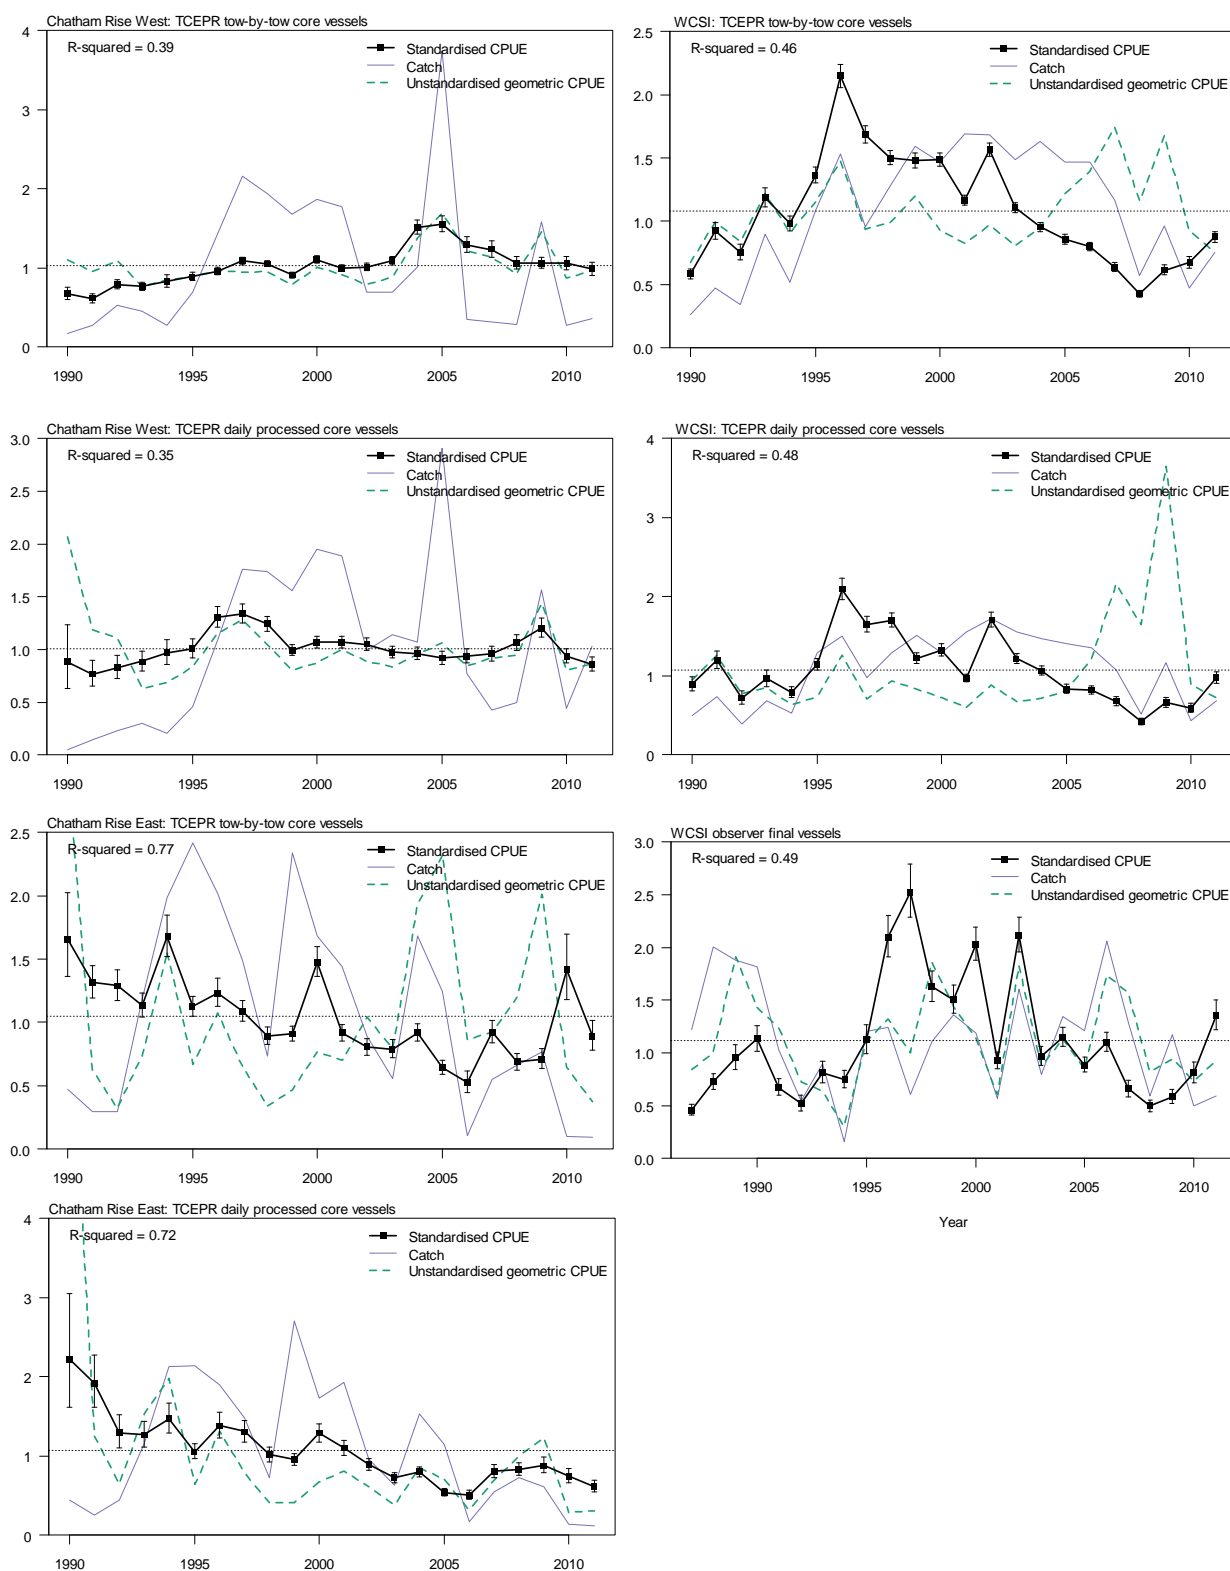 Chatham Rise West: TCEPR tow-by-tow core vessels
R-squared = 0.39
Standardised CPUE
Catch
Unstandardised geometric CPUE
4
3
2
1
0
1990 1995 2000 2005 2010
WCSI: TCEPR tow-by-tow core vessels
R-squared = 0.46
Standardised CPUE
Catch
Unstandardised geometric CPUE
2.5
2.0
1.5
1.0
0.5
0.0
1990 1995 2000 2005 2010
Chatham Rise West: TCEPR daily processed core vessels
R-squared = 0.35
Standardised CPUE
Catch
Unstandardised geometric CPUE
3.0
2.5
2.0
1.5
1.0
0.5
0.0
1990 1995 2000 2005 2010
WCSI: TCEPR daily processed core vessels
R-squared = 0.48
Standardised CPUE
Catch
Unstandardised geometric CPUE
4
3
2
1
0
1990 1995 2000 2005 2010
Chatham Rise East: TCEPR tow-by-tow core vessels
R-squared = 0.77
Standardised CPUE
Catch
Unstandardised geometric CPUE
2.5
2.0
1.5
1.0
0.5
0.0
1990 1995 2000 2005 2010
WCSI observer final vessels
R-squared = 0.49
Standardised CPUE
Catch
Unstandardised geometric CPUE
3.0
2.5
2.0
1.5
1.0
0.5
0.0
1990 1995 2000 2005 2010
Year
Chatham Rise East: TCEPR daily processed core vessels
R-squared = 0.72
Standardised CPUE
Catch
Unstandardised geometric CPUE
4
3
2
1
0
1990 1995 2000 2005 2010